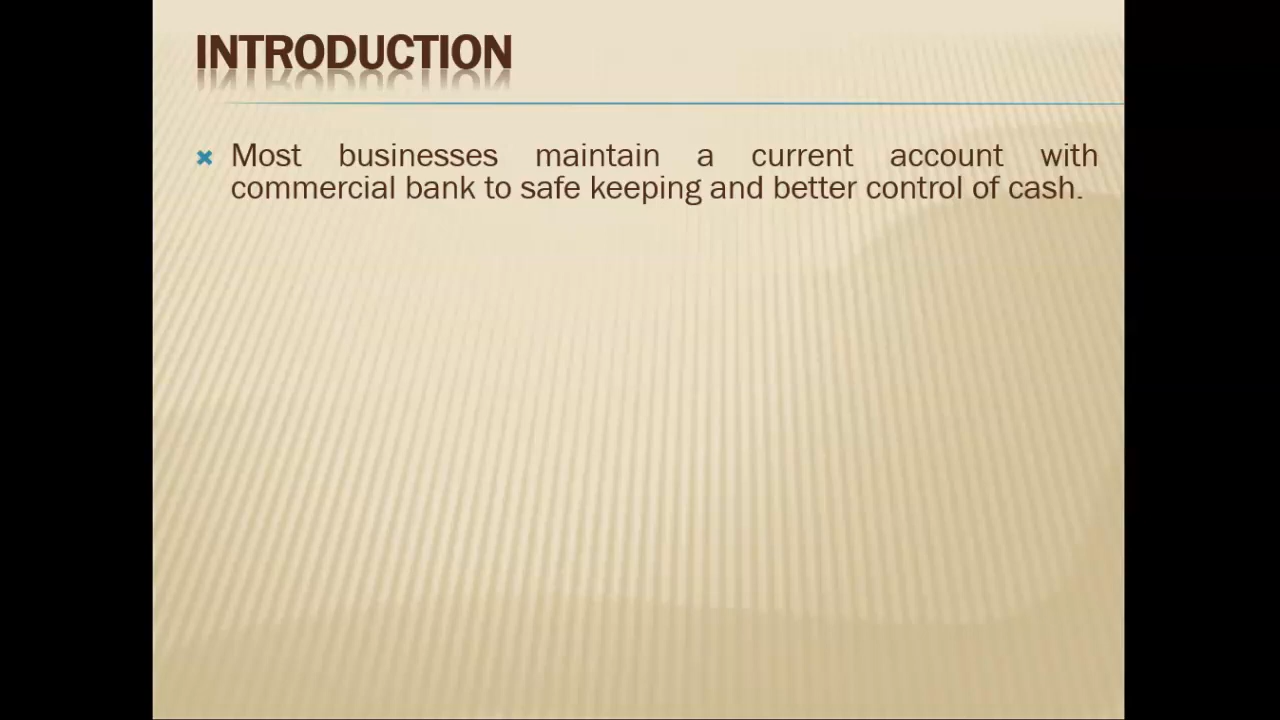 INTRODUCTION
Most businesses maintain a current account with
commercial bank to safe keeping and better control of cash.